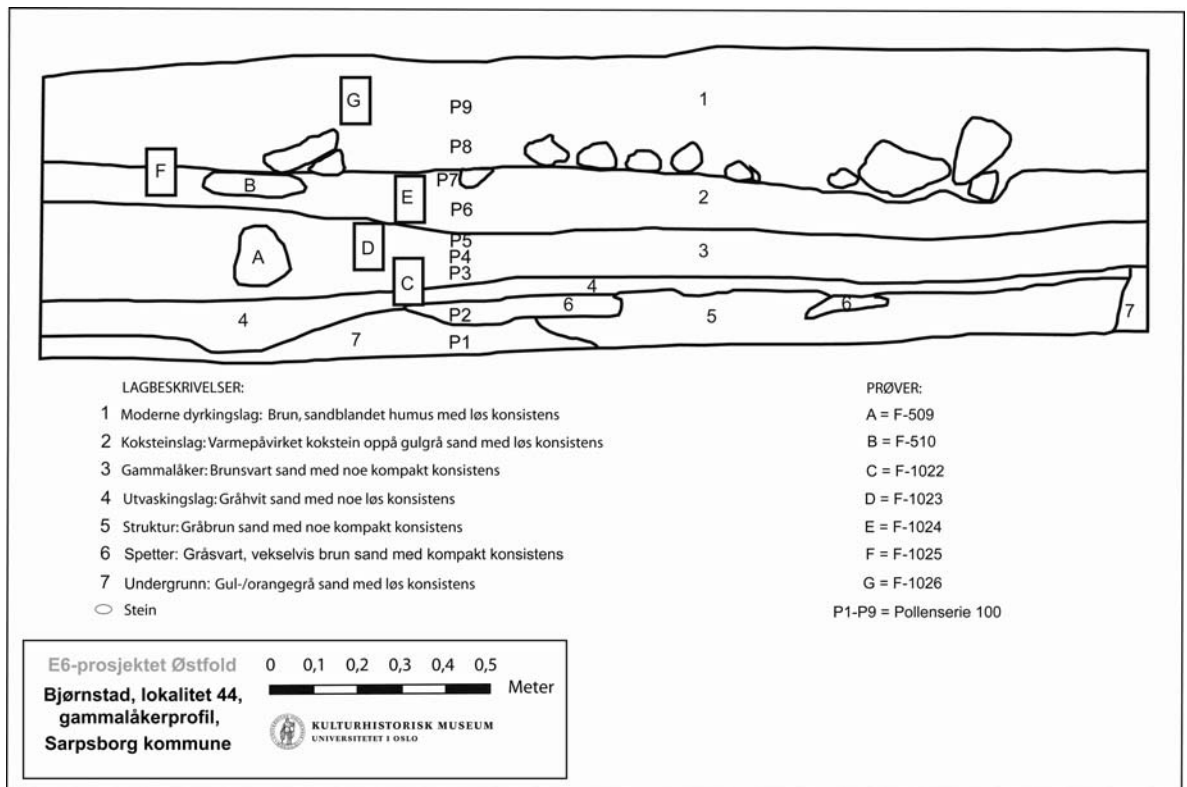 G
P9
1
P8
F
B
P7
E
2
P6
A
D
P5
P4
3
P3
C
4
6
6
4
P2
5
7
7
P1
LAGBESKRIVELSER:
1 Moderne dyrkingslag: Brun, sandblandet humus med løs konsistens
2 Koksteinslag: Varmepåvirket kokstein oppå gulgrå sand med løs konsistens
3 Gammalåker: Brunsvart sand med noe kompakt konsistens
4 Utvaskingslag: Gråhvit sand med noe løs konsistens
5 Struktur: Gråbrun sand med noe kompakt konsistens
6 Spetter: Gråsvart, vekselvis brun sand med kompakt konsistens
7 Undergrunn: Gul-/orangegrå sand med løs konsistens
Stein
PRØVER:
A = F-509
B = F-510
C = F-1022
D = F-1023
E = F-1024
F = F-1025
G = F-1026
P1-P9 = Pollenserie 100
E6-prosjektet Østfold
Bjørnstad, lokalitet 44,
gammalåkerprofil,
Sarpsborg kommune
0 0,1 0,2 0,3 0,4 0,5
Meter
KULTURHISTORISK MUSEUM
UNIVERSITETET I OSLO